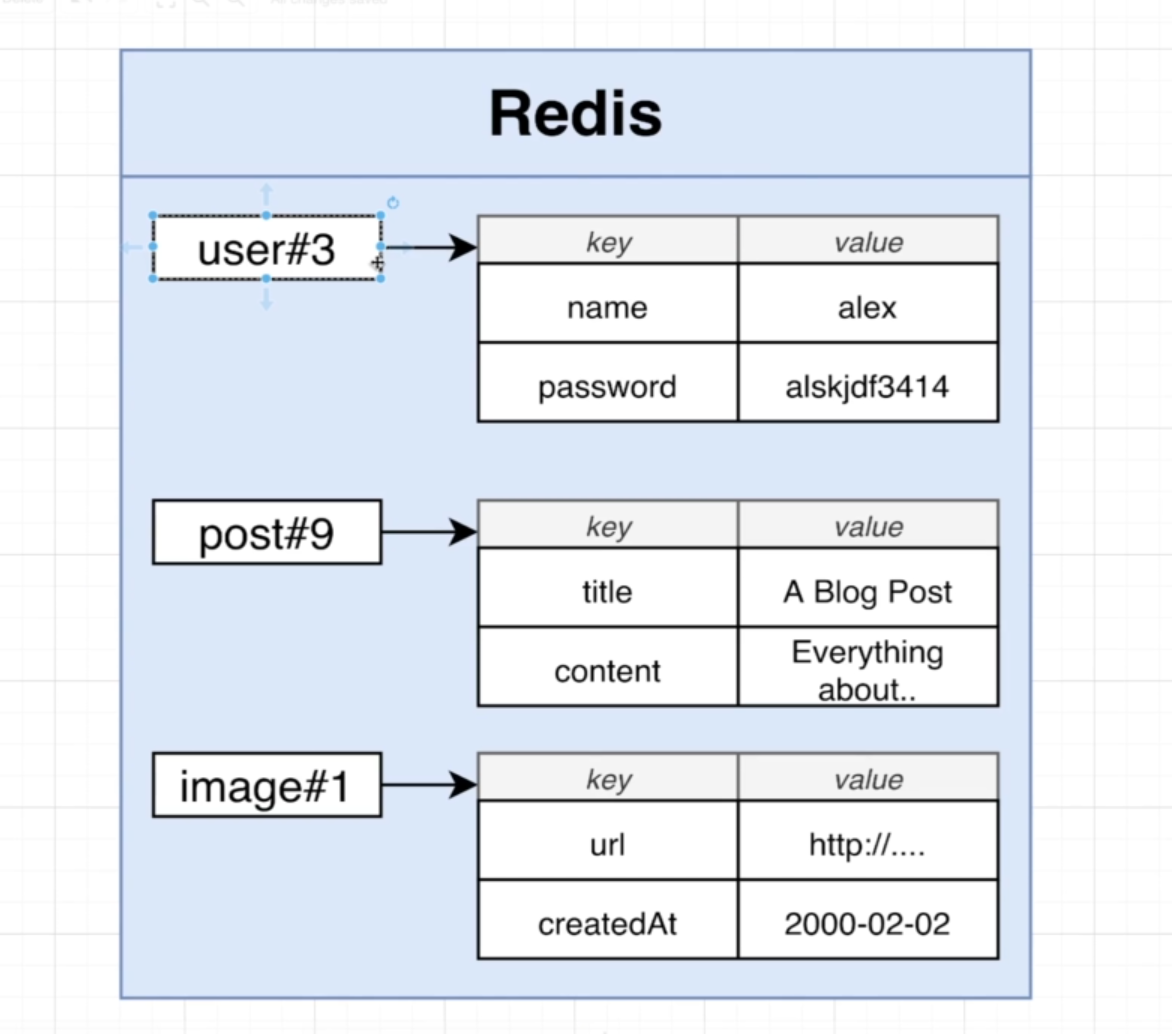 Redis
user#3
key value
name alex
password alskjdf3414
post#9
key value
title A Blog Post
content Everything
about..
image#1
key value
url http://....
createdAt 2000-02-02